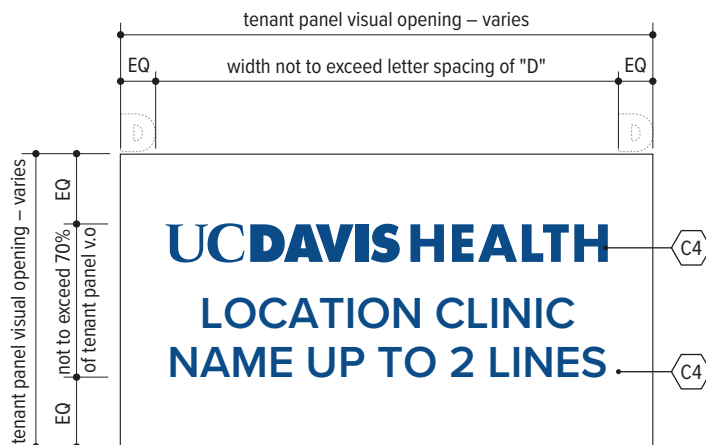 tenant panel visual opening – varies
EQ
width not to exceed letter spacing of "D"
EQ
D
D
tenant panel visual opening – varies
EQ
not to exceed 70%
of tenant panel v.o
EQ
UCDAVIS HEALTH
C4
LOCATION CLINIC
NAME UP TO 2 LINES
C4